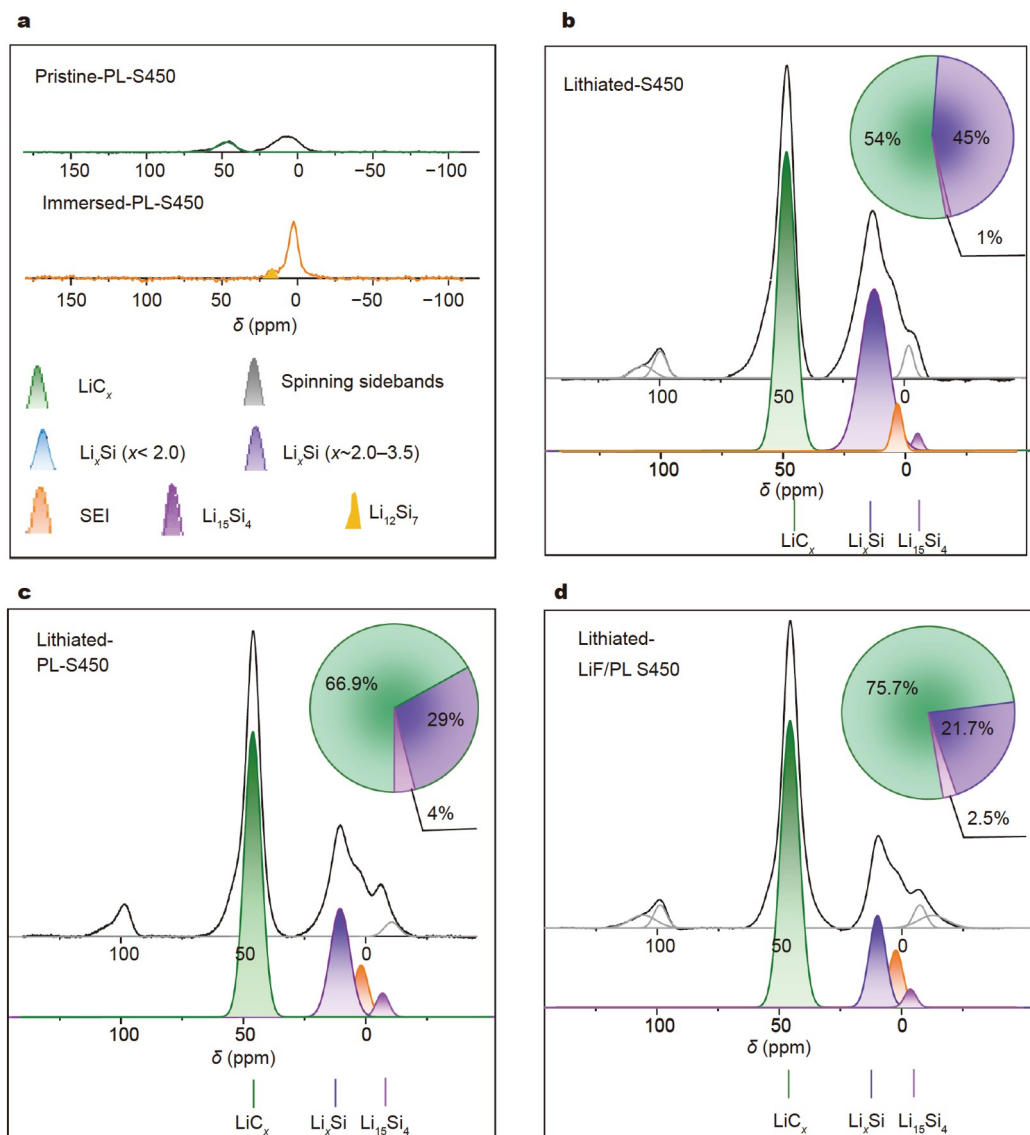 a
Pristine-PL-S450
150 100 50 0 −50 −100
Immersed-PL-S450
150 100 50 0 −50 −100
δ (ppm)
LiCx
Spinning sidebands
LixSi (x< 2.0)
LixSi (x~2.0–3.5)
SEI
Li15Si4
Li12Si7
b
Lithiated-S450
54%
45%
1%
100 50 0
100 50 0
δ (ppm)
LiCx
LixSi
Li15Si4
c
Lithiated-
PL-S450
66.9%
29%
4%
100 50 0
100 50 0
δ (ppm)
LiCx
LixSi
Li15Si4
d
Lithiated-
LiF/PL S450
75.7%
21.7%
2.5%
100 50 0
100 50 0
δ (ppm)
LiCx
LixSi
Li15Si4